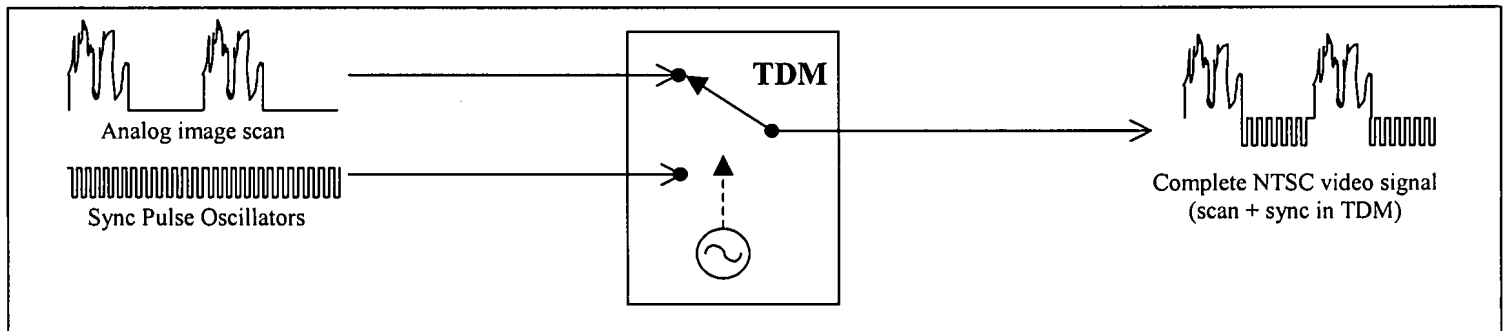 TDM
Analog image scan
Sync Pulse Oscillators
Complete NTSC video signal
(scan + sync in TDM)